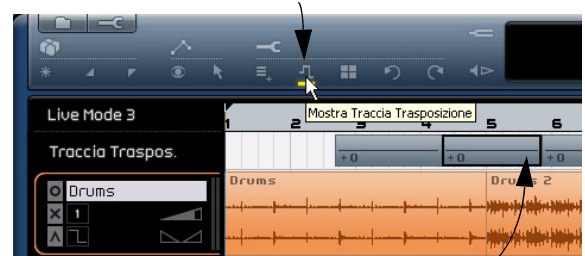 Live Mode 3
Mostra Traccia Trasposizione
1 2 3 4 5 6
Traccia Traspos.
+0 +0 +0
Drums
Drums
Drums 2
1